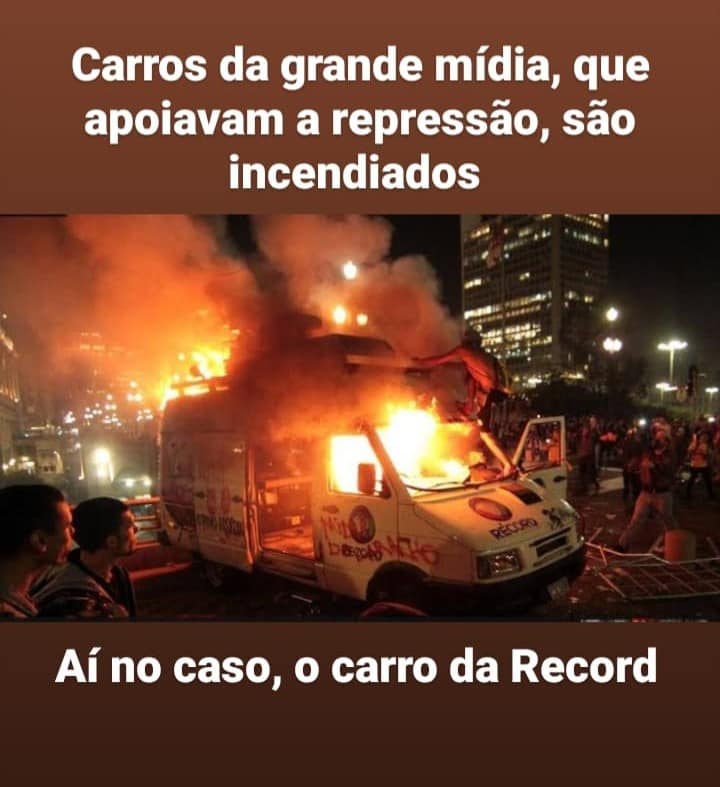 Carros da grande mídia, que
apoiavam a repressão, são
incendiados
RECORD
Aí no caso, o carro da Record